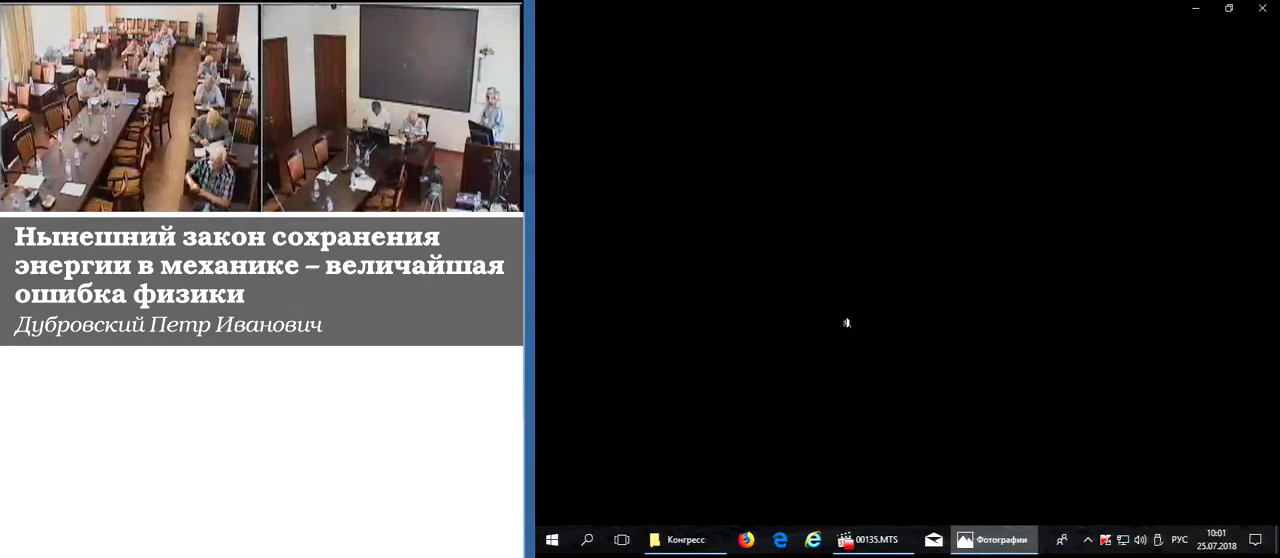 Нынешний закон сохранения
энергии в механике – величайшая
ошибка физики
Дубровский Петр Иванович
Конгресс
00135.MTS
Фотографии
РУС
10:01
25.07.2018